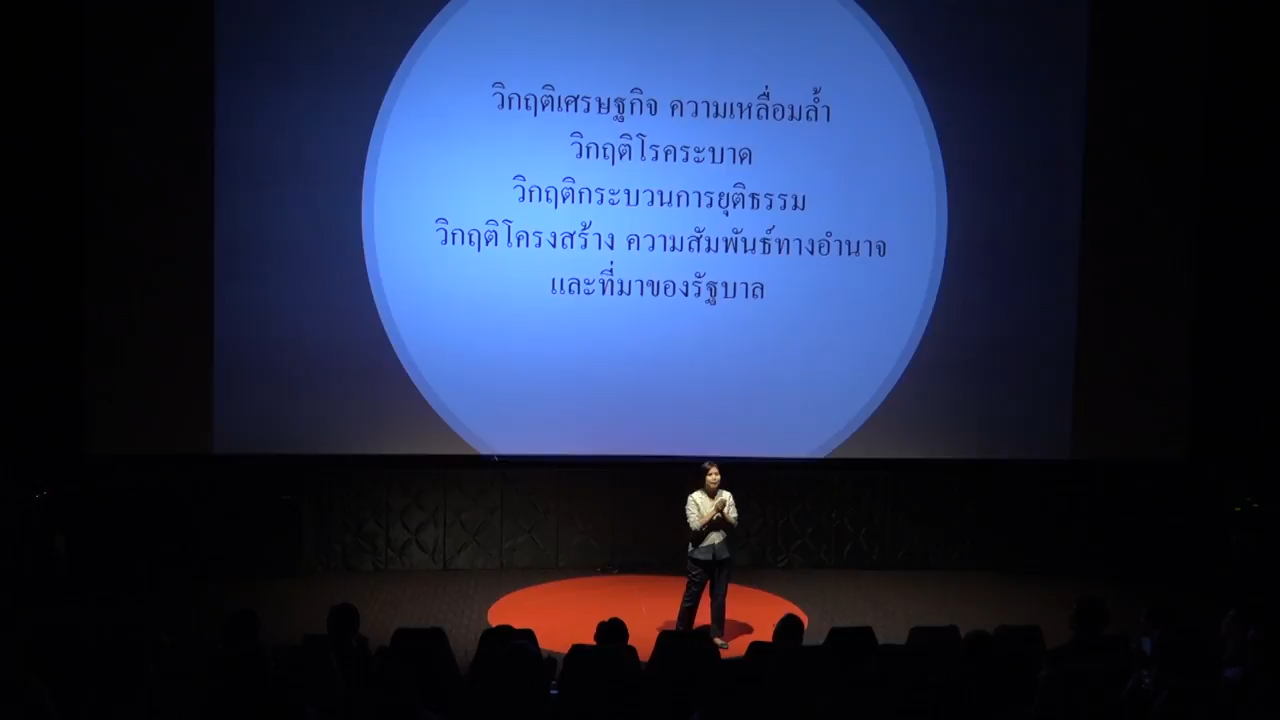 วิกฤติเศรษฐกิจ ความเหลื่อมล้ำ
วิกฤติโรคระบาด
วิกฤติกระบวนการยุติธรรม
วิกฤติโครงสร้าง ความสัมพันธ์ทางอำนาจ
และที่มาของรัฐบาล